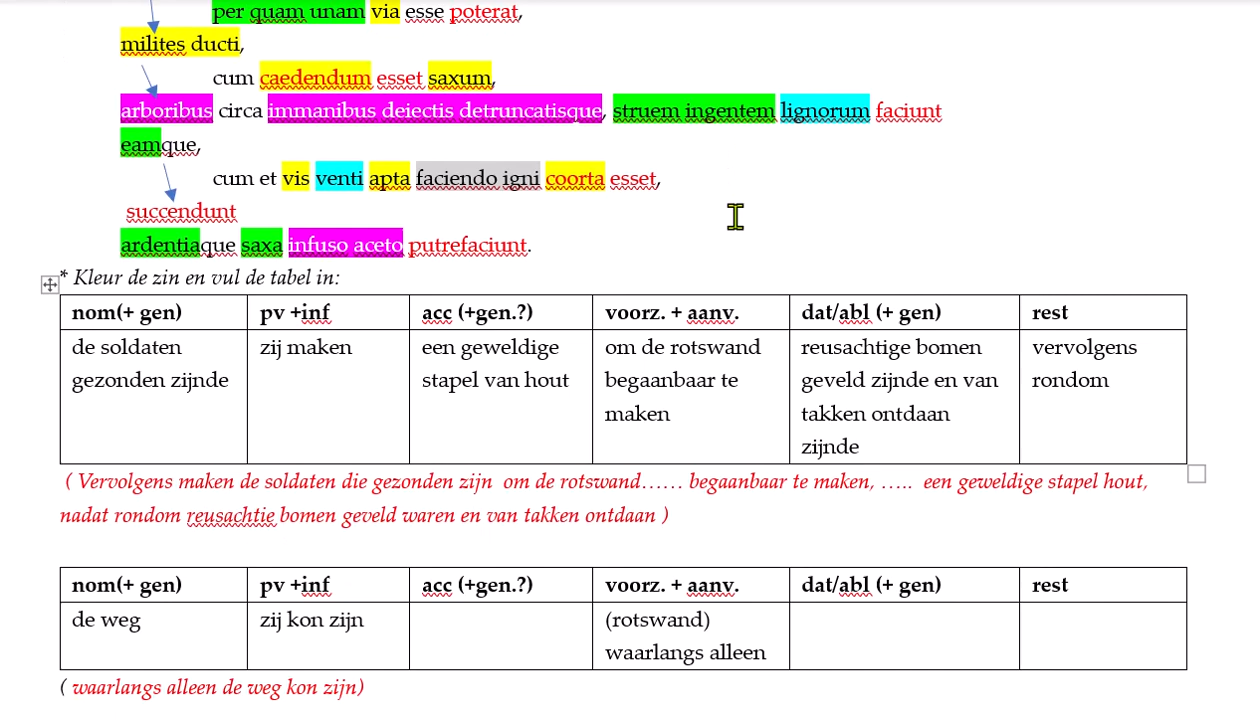 per quam unam via esse poterat,
milites ducti,
cum caedendum esset saxum,
arboribus circa immanibus deiectis detruncatisque, struem ingentem lignorum faciunt
eamque,
cum et vis venti apta faciendo igni coorta esset,
succendunt
ardentiaque saxa infuso aceto putrefaciunt.
* Kleur de zin en vul de tabel in:
nom(+ gen) pv +inf acc (+gen.?) voorz. + aanv. dat/abl (+ gen) rest
de soldaten zij maken een geweldige om de rotswand reusachtige bomen vervolgens
gezonden zijnde stapel van hout begaanbaar te geveld zijnde en van rondom
maken takken ontdaan
zijnde
( Vervolgens maken de soldaten die gezonden zijn om de rotswand…… begaanbaar te maken, ….. een geweldige stapel hout,
nadat rondom reusachtie bomen geveld waren en van takken ontdaan )
nom(+ gen) pv +inf acc (+gen.?) voorz. + aanv. dat/abl (+ gen) rest
de weg zij kon zijn (rotswand)
waarlangs alleen
( waarlangs alleen de weg kon zijn)